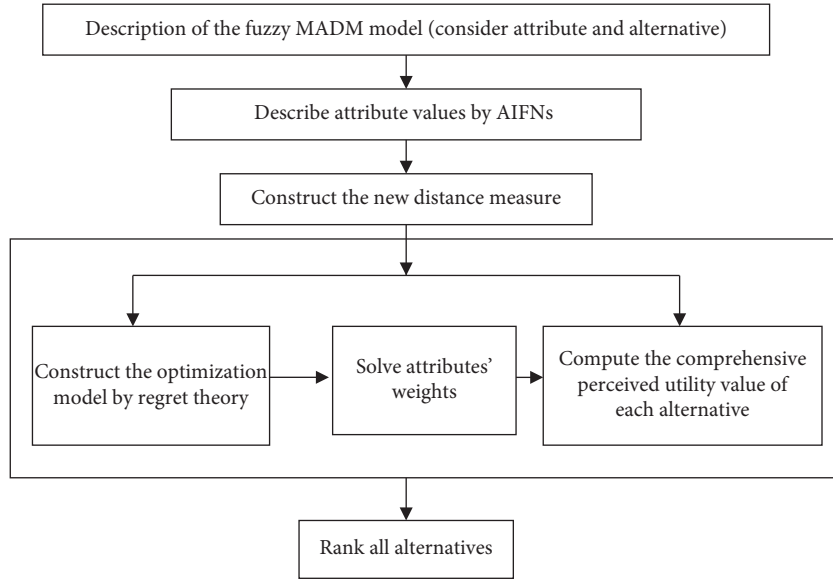 Description of the fuzzy MADM model (consider attribute and alternative)
Describe attribute values by AIFNs
Construct the new distance measure
Construct the optimization
model by regret theory
Solve attributes’
weights
Compute the comprehensive
perceived utility value of
each alternative
Rank all alternatives